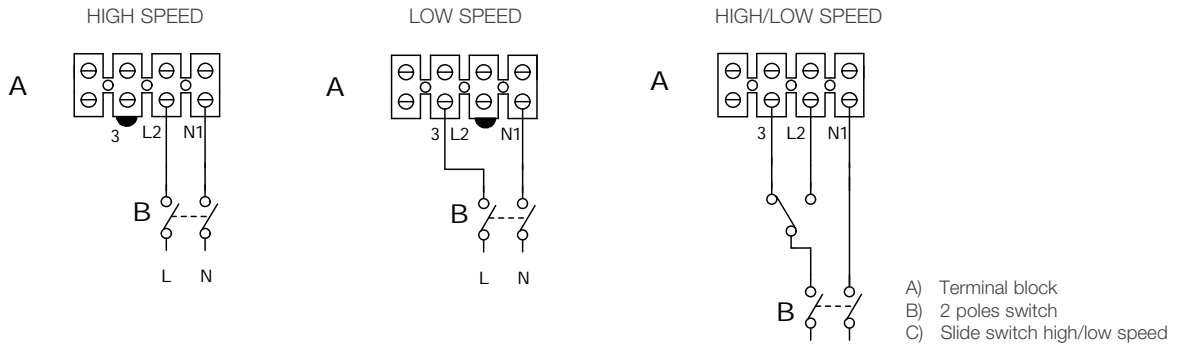 HIGH SPEED
LOW SPEED
HIGH/LOW SPEED
A
3 L2 N1
B
L N
A
3 L2 N1
B
L N
A
3 L2 N1
B
A) Terminal block
B) 2 poles switch
C) Slide switch high/low speed